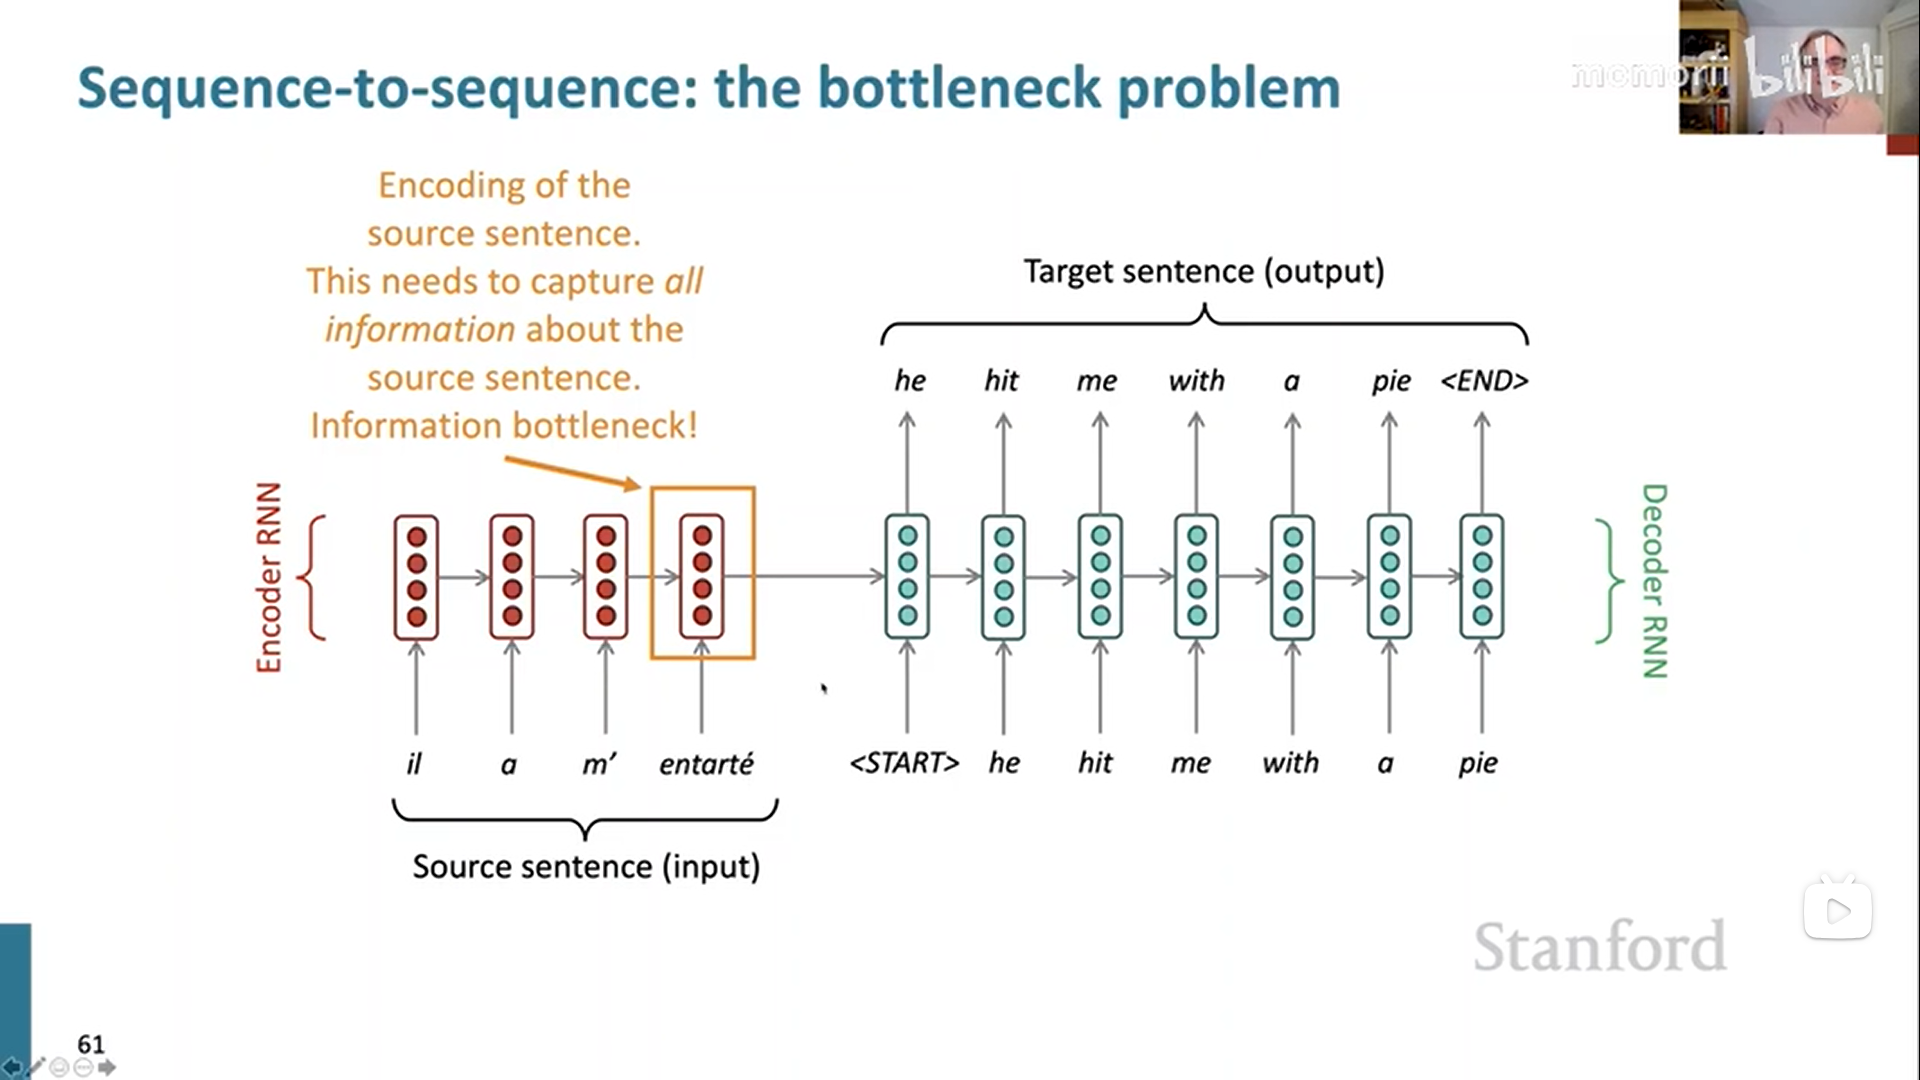 Sequence-to-sequence: the bottleneck problem
bilibili
Encoding of the
source sentence.
This needs to capture all
information about the
source sentence.
Information bottleneck!
Target sentence (output)
he hit me with a pie <END>
Encoder RNN
Decoder RNN
il a m’ entarté
<START> he hit me with a pie
Source sentence (input)
Stanford
61